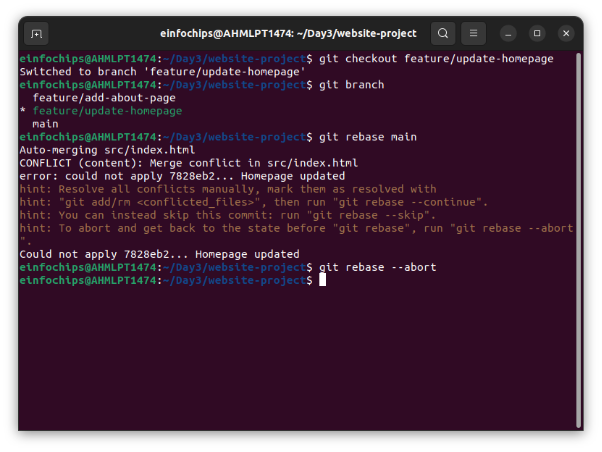 einfochips@AHMLPT1474: ~/Day3/website-project
einfochips@AHMLPT1474:~/Day3/website-project$ git checkout feature/update-homepage
Switched to branch 'feature/update-homepage'
einfochips@AHMLPT1474:~/Day3/website-project$ git branch
  feature/add-about-page
* feature/update-homepage
  main
einfochips@AHMLPT1474:~/Day3/website-project$ git rebase main
Auto-merging src/index.html
CONFLICT (content): Merge conflict in src/index.html
error: could not apply 7828eb2... Homepage updated
hint: Resolve all conflicts manually, mark them as resolved with
hint: "git add/rm <conflicted_files>", then run "git rebase --continue".
hint: You can instead skip this commit: run "git rebase --skip".
hint: To abort and get back to the state before "git rebase", run "git rebase --abort
".
Could not apply 7828eb2... Homepage updated
einfochips@AHMLPT1474:~/Day3/website-project$ git rebase --abort
einfochips@AHMLPT1474:~/Day3/website-project$